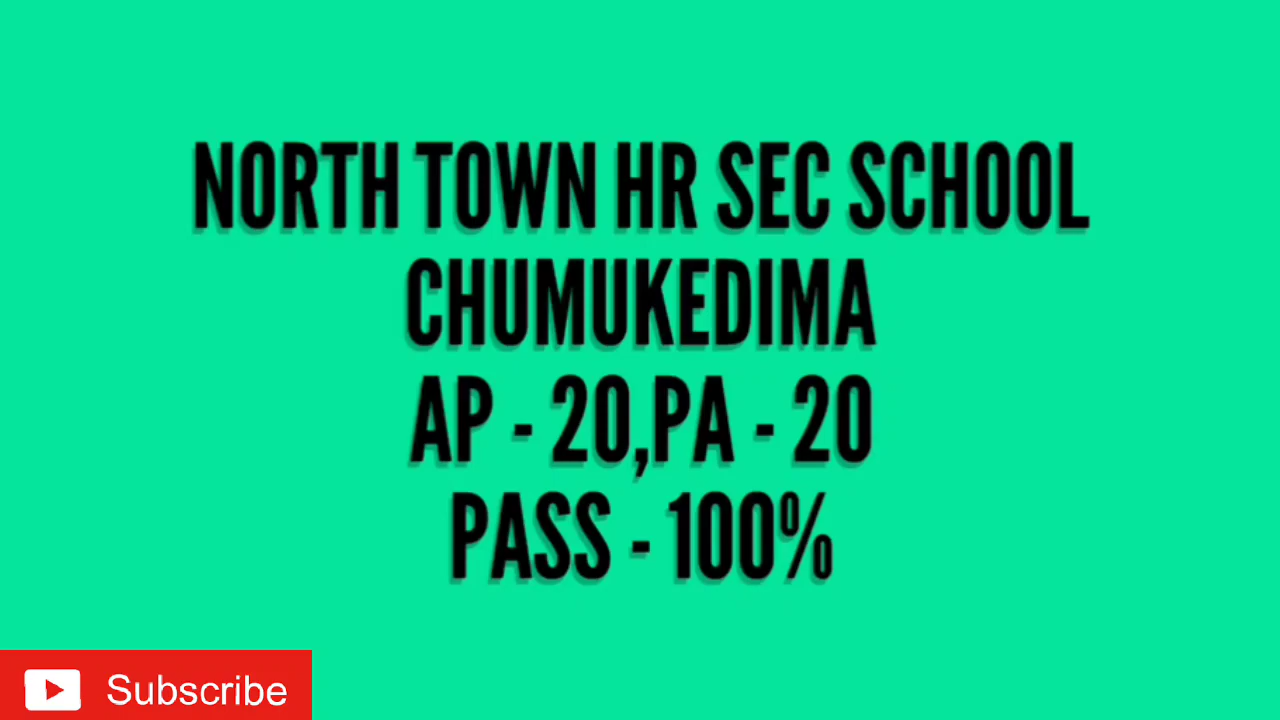 NORTH TOWN HR SEC SCHOOL
CHUMUKEDIMA
AP - 20,PA - 20
PASS - 100%
Subscribe